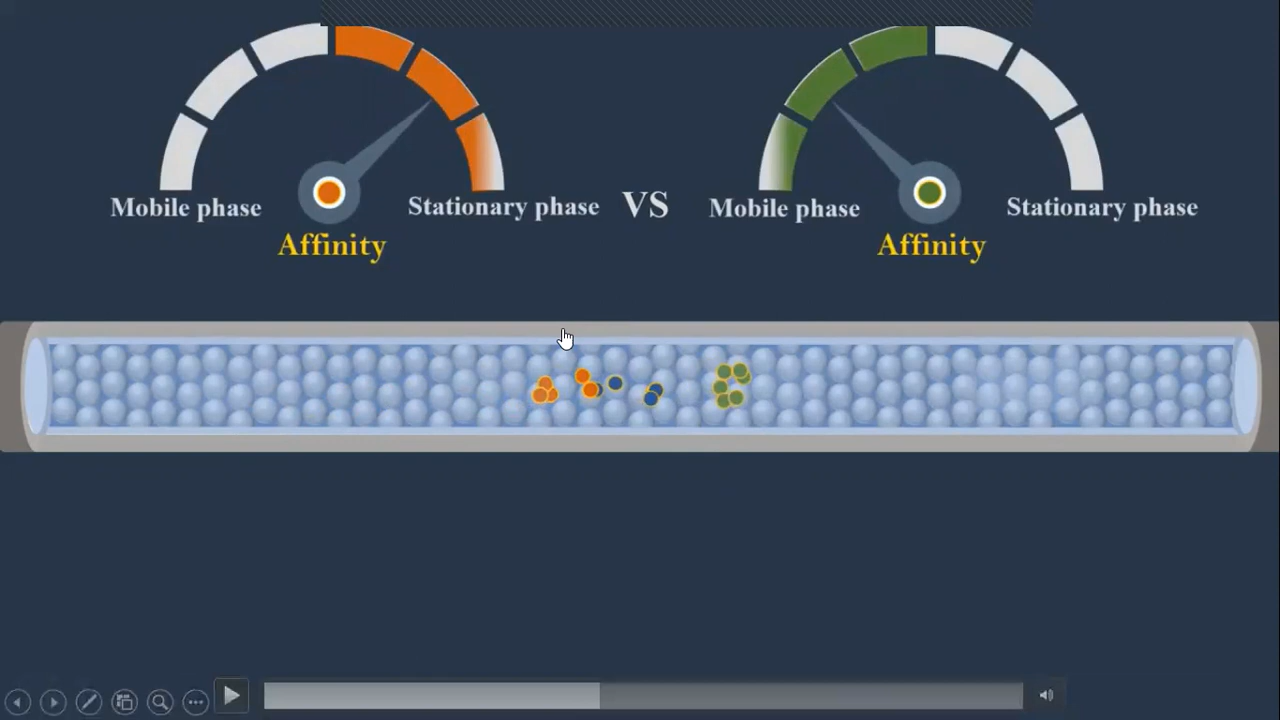 Mobile phase
Stationary phase
Affinity
VS
Mobile phase
Stationary phase
Affinity